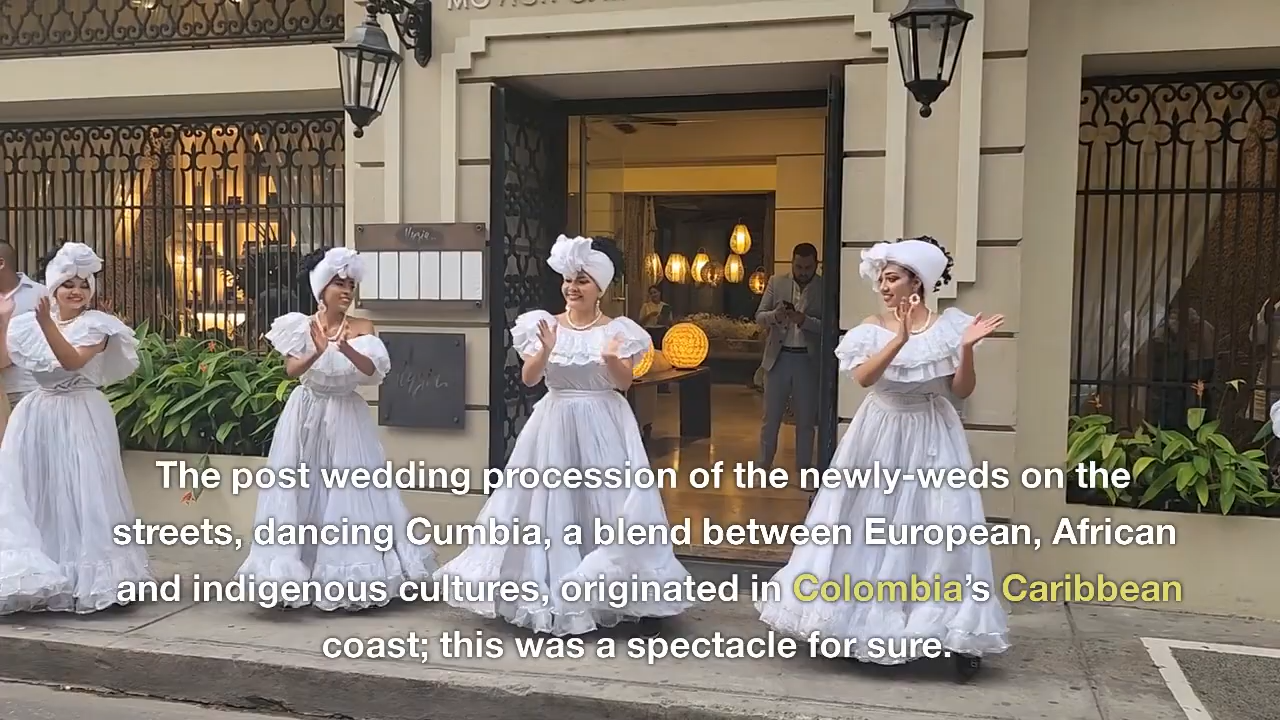 The post wedding procession of the newly-weds on the
streets, dancing Cumbia, a blend between European, African
and indigenous cultures, originated in Colombia's Caribbean
coast; this was a spectacle for sure.